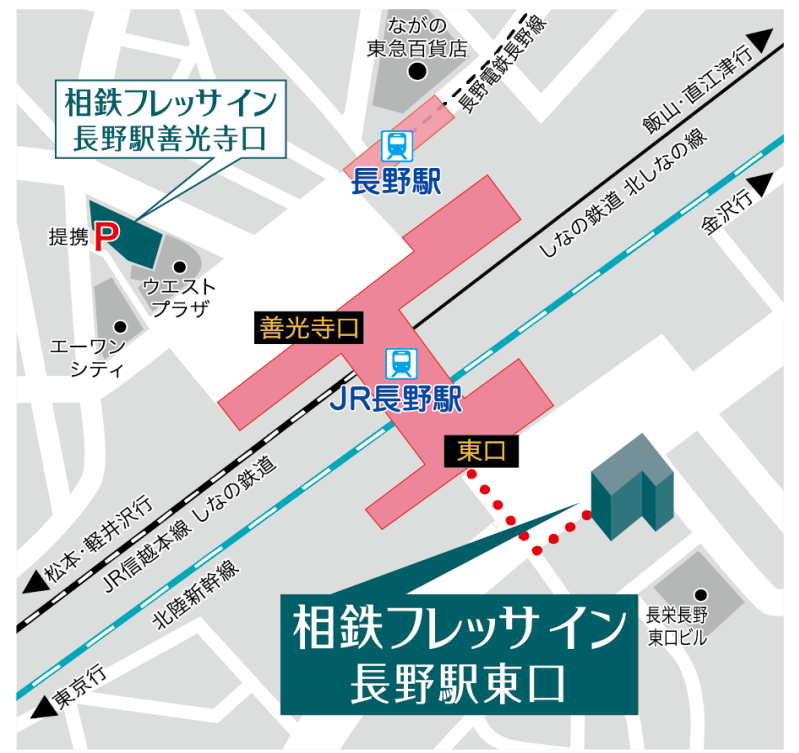 ながの
東急百貨店
長野電鉄長野線
飯山・直江津行
相鉄フレッサイン
長野駅善光寺口
長野駅
しなの鉄道 北しなの線
金沢行
提携 P
ウエスト
プラザ
エーワン
シティ
善光寺口
JR長野駅
東口
松本・軽井沢行
JR信越本線 しなの鉄道
北陸新幹線
東京行
相鉄フレッサイン
長野駅東口
長栄長野
東口ビル